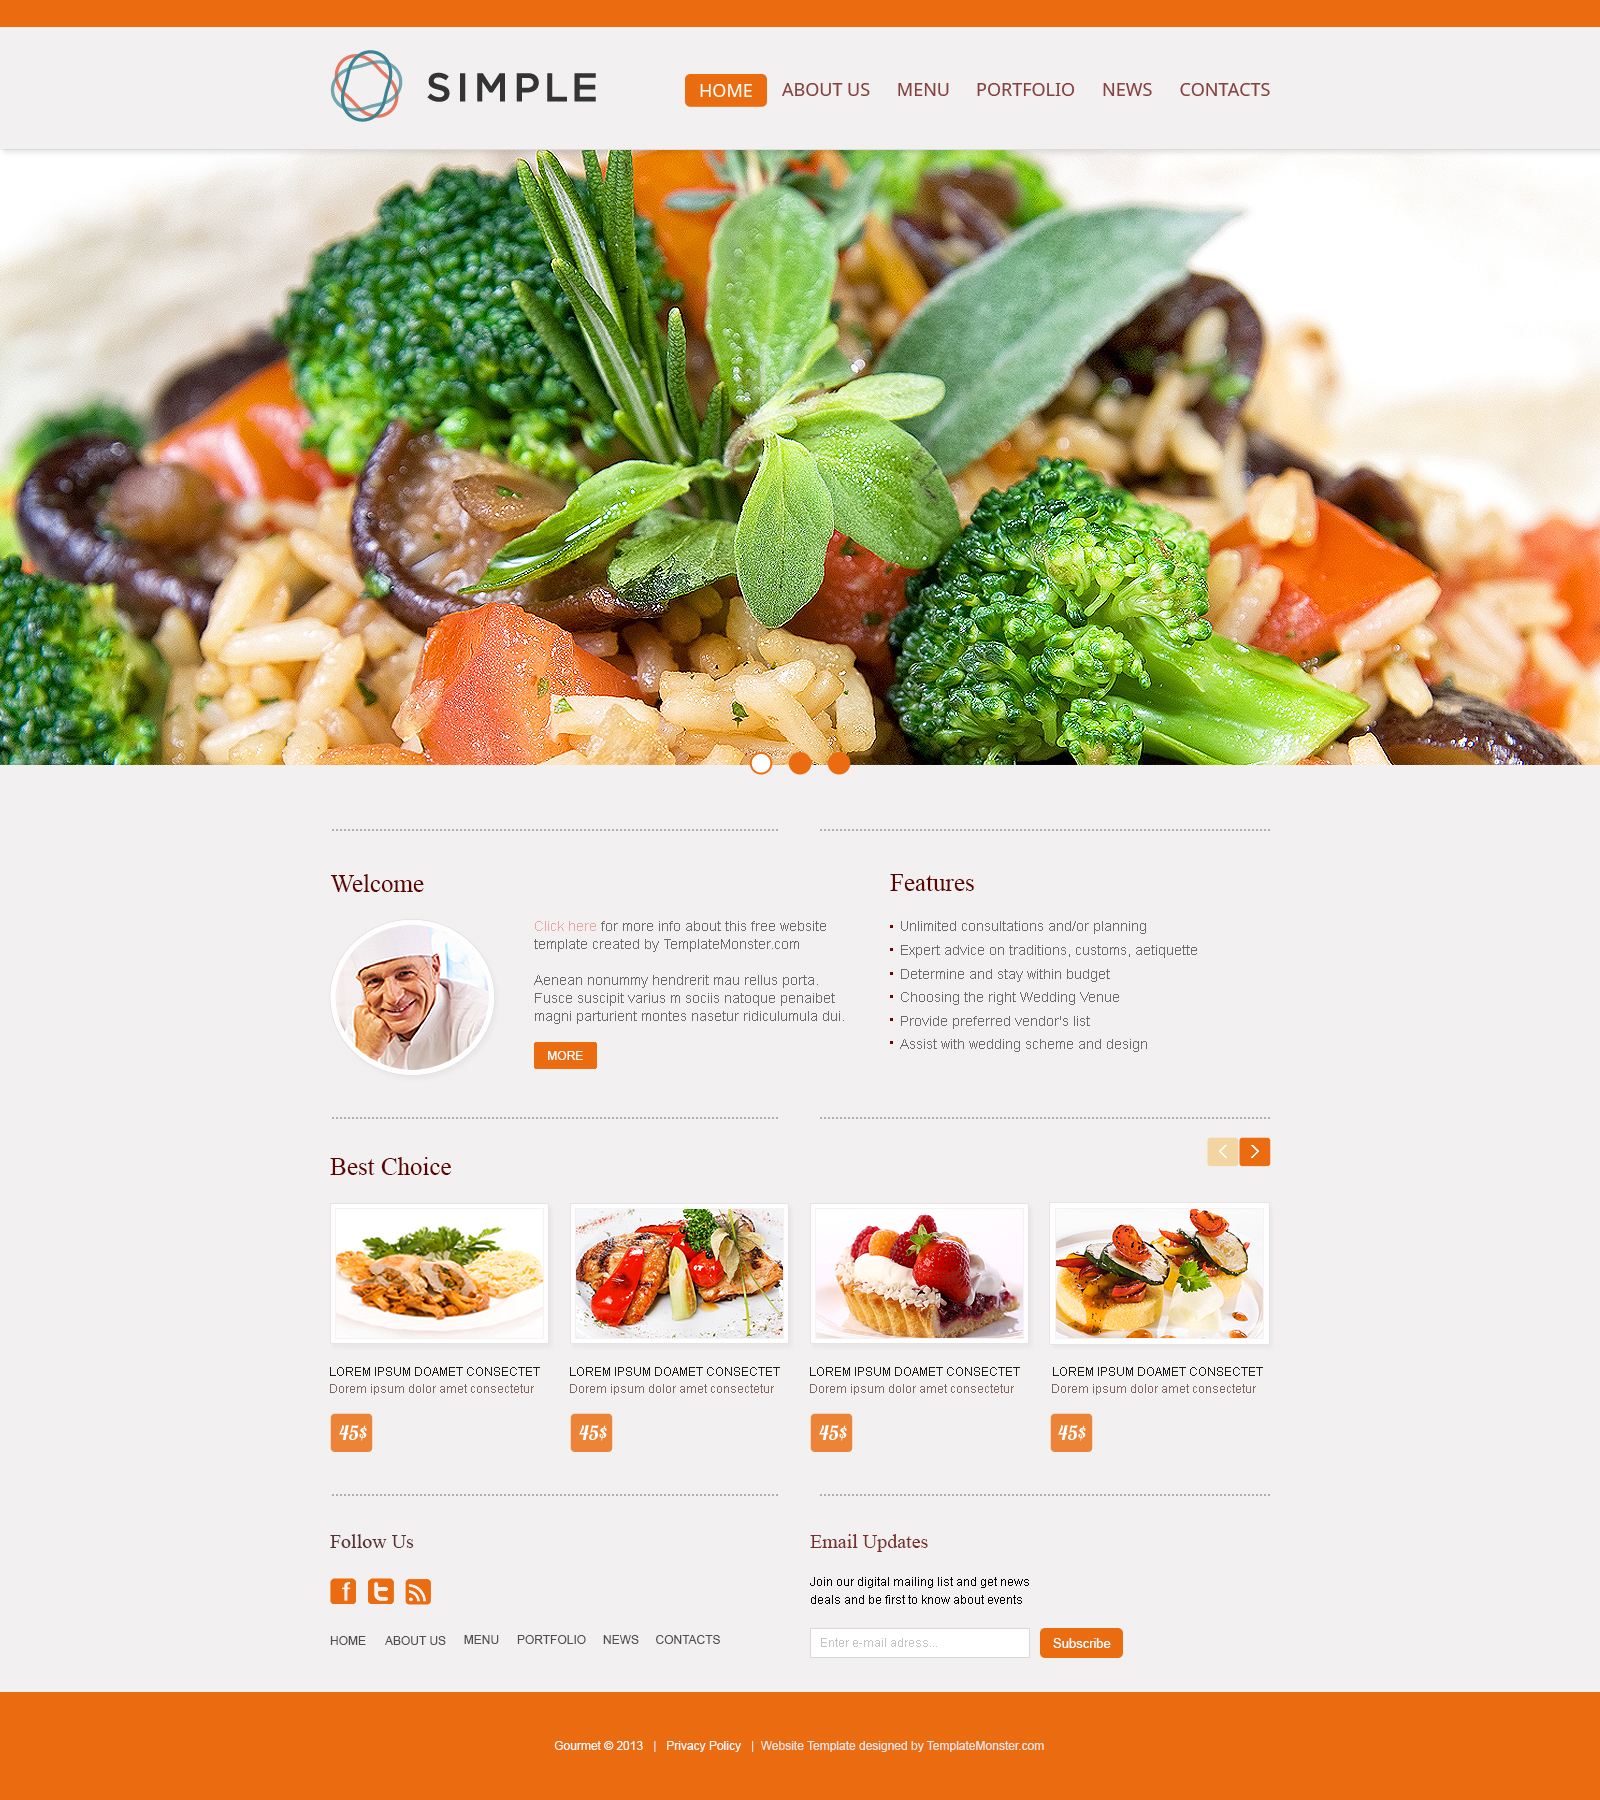 SIMPLE
HOME ABOUT US MENU PORTFOLIO NEWS CONTACTS
Welcome
Click here for more info about this free website
template created by TemplateMonster.com
Aenean nonummy hendrerit mau rellus porta.
Fusce suscipit varius m sociis natoque penaibet
magni parturient montes nasetur ridiculumula dui.
MORE
Features
Unlimited consultations and/or planning
Expert advice on traditions, customs, aetiquette
Determine and stay within budget
Choosing the right Wedding Venue
Provide preferred vendor's list
Assist with wedding scheme and design
Best Choice
LOREM IPSUM DOAMET CONSECTET
Dorem ipsum dolor amet consectetur
45$
LOREM IPSUM DOAMET CONSECTET
Dorem ipsum dolor amet consectetur
45$
LOREM IPSUM DOAMET CONSECTET
Dorem ipsum dolor amet consectetur
45$
LOREM IPSUM DOAMET CONSECTET
Dorem ipsum dolor amet consectetur
45$
Follow Us
HOME ABOUT US MENU PORTFOLIO NEWS CONTACTS
Email Updates
Join our digital mailing list and get news
deals and be first to know about events
Enter e-mail adress...
Subscribe
Gourmet © 2013 | Privacy Policy | Website Template designed by TemplateMonster.com